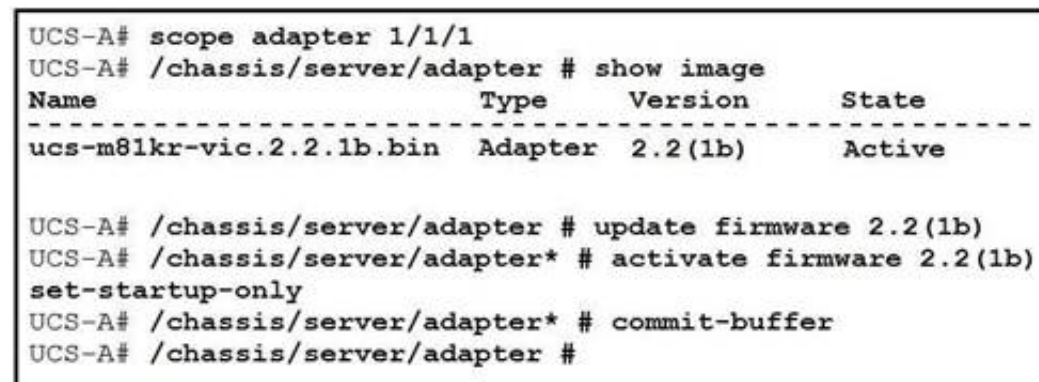 UCS-A# scope adapter 1/1/1
UCS-A# /chassis/server/adapter # show image
Name Type Version State
---------------------------------------------------
ucs-m81kr-vic.2.2.1b.bin Adapter 2.2(1b) Active
UCS-A# /chassis/server/adapter # update firmware 2.2(1b)
UCS-A# /chassis/server/adapter* # activate firmware 2.2(1b)
set-startup-only
UCS-A# /chassis/server/adapter* # commit-buffer
UCS-A# /chassis/server/adapter #